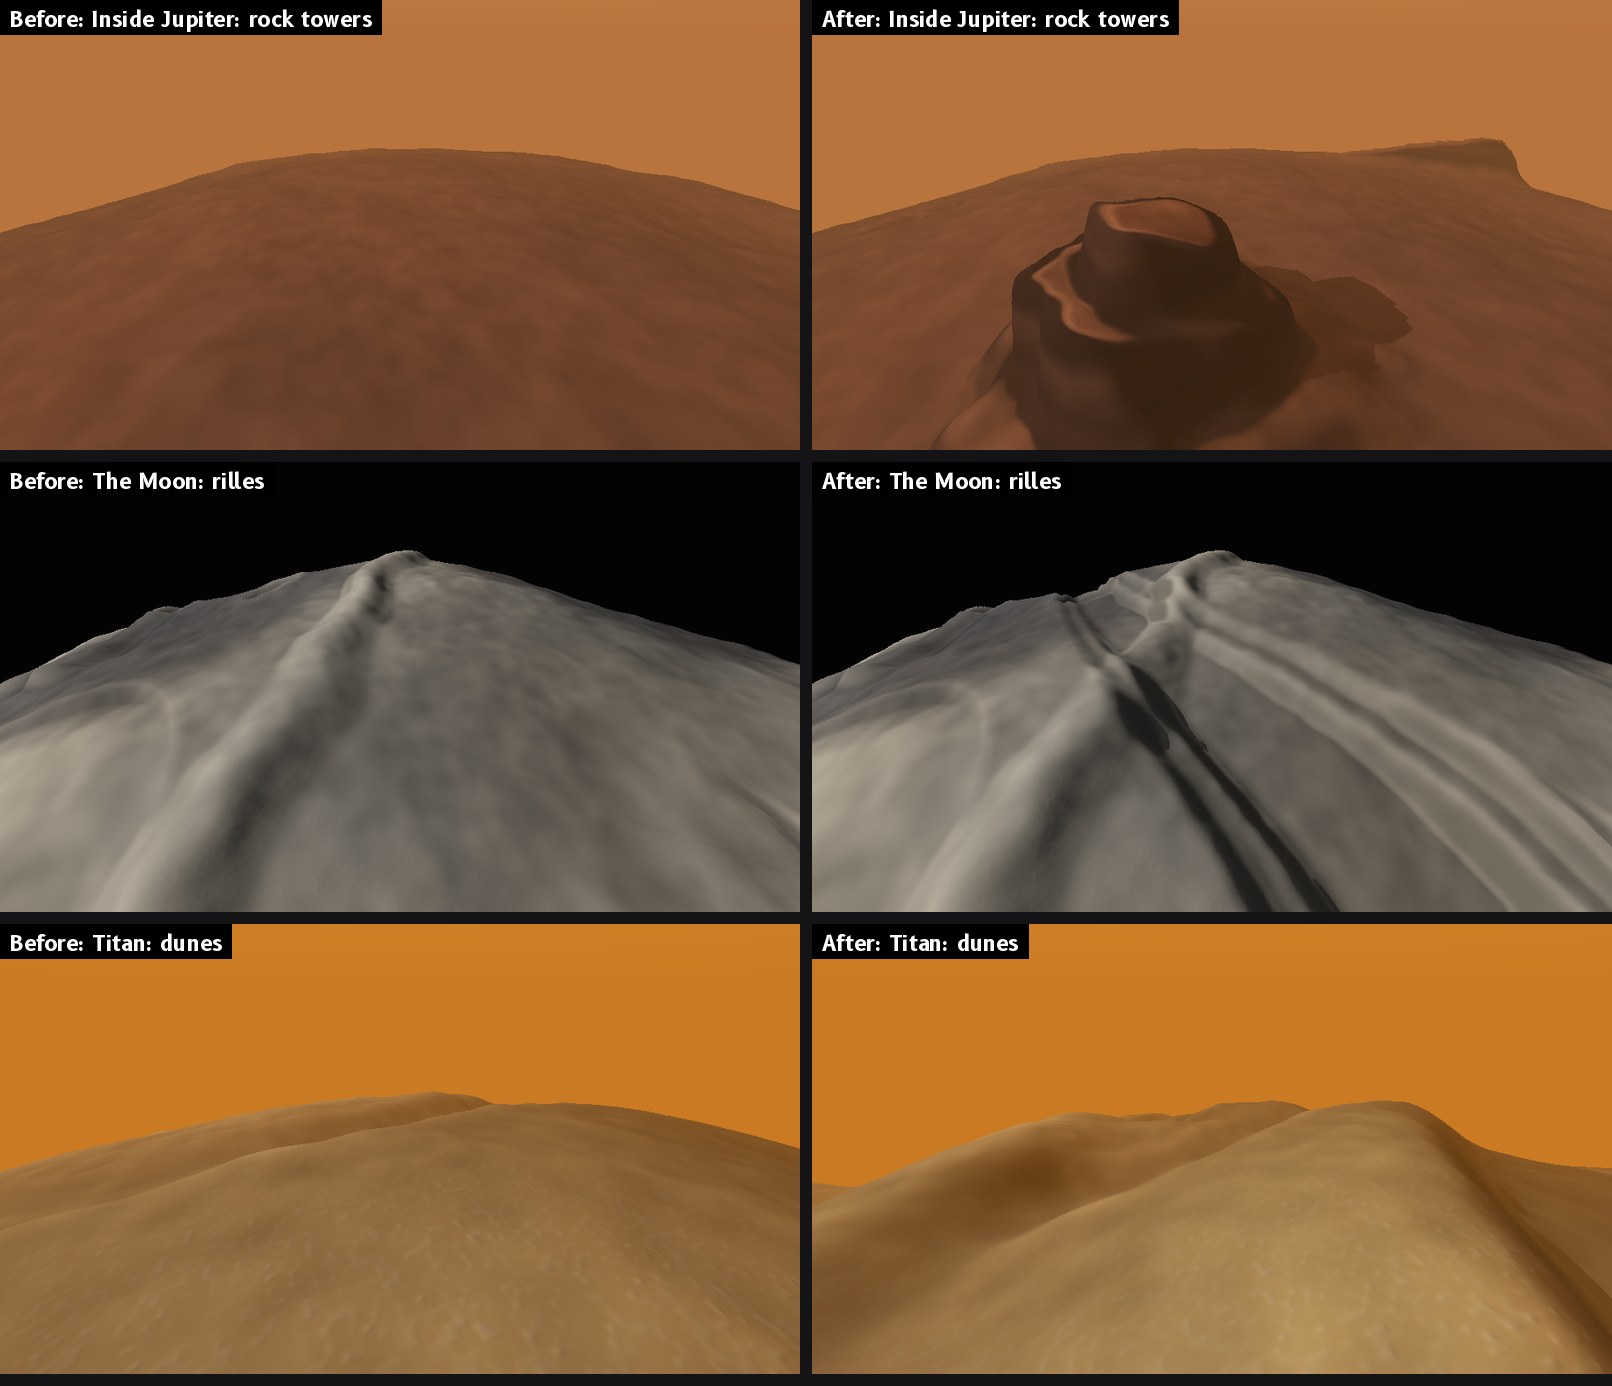 Before: Inside Jupiter: rock towers
After: Inside Jupiter: rock towers
Before: The Moon: rilles
After: The Moon: rilles
Before: Titan: dunes
After: Titan: dunes